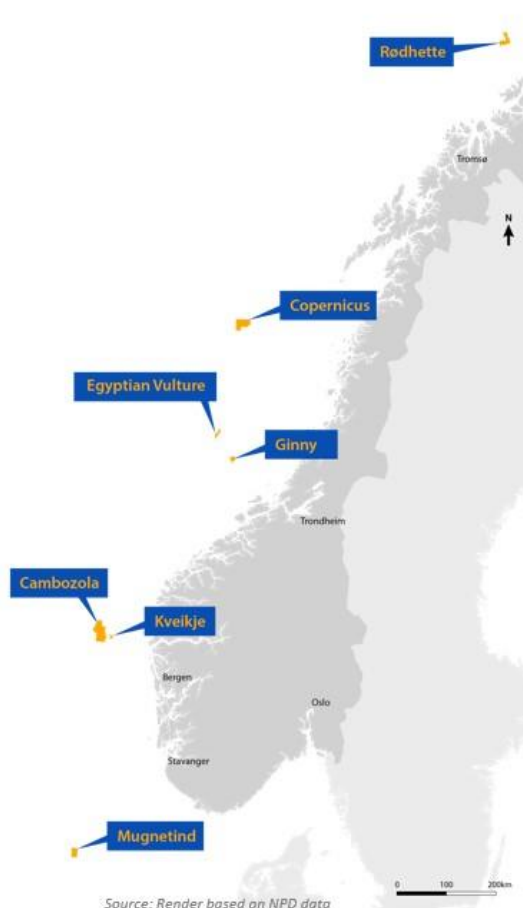 Rødhette
Tromsø
N
Copernicus
Egyptian Vulture
Ginny
Trondheim
Cambozola
Kveikje
Bergen
Oslo
Stavanger
Mugnetind
0 100 200km
Source: Render based on NPD data